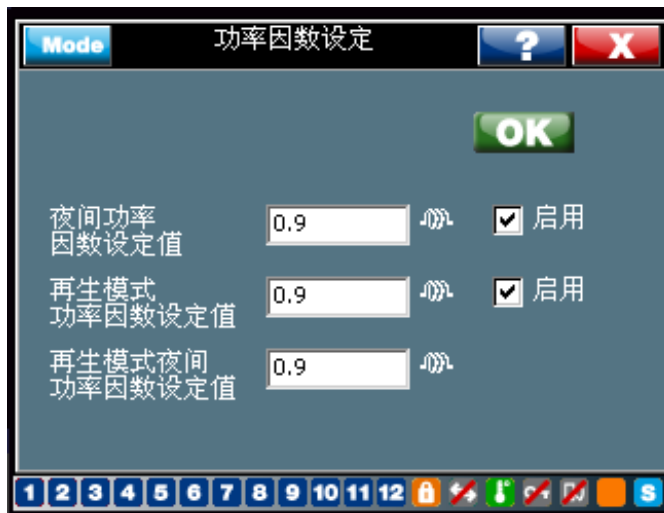 Mode 功率因数设定 ? X
OK
夜间功率
因数设定值 0.9 启用
再生模式
功率因数设定值 0.9 启用
再生模式夜间
功率因数设定值 0.9
1 2 3 4 5 6 7 8 9 10 11 12 S